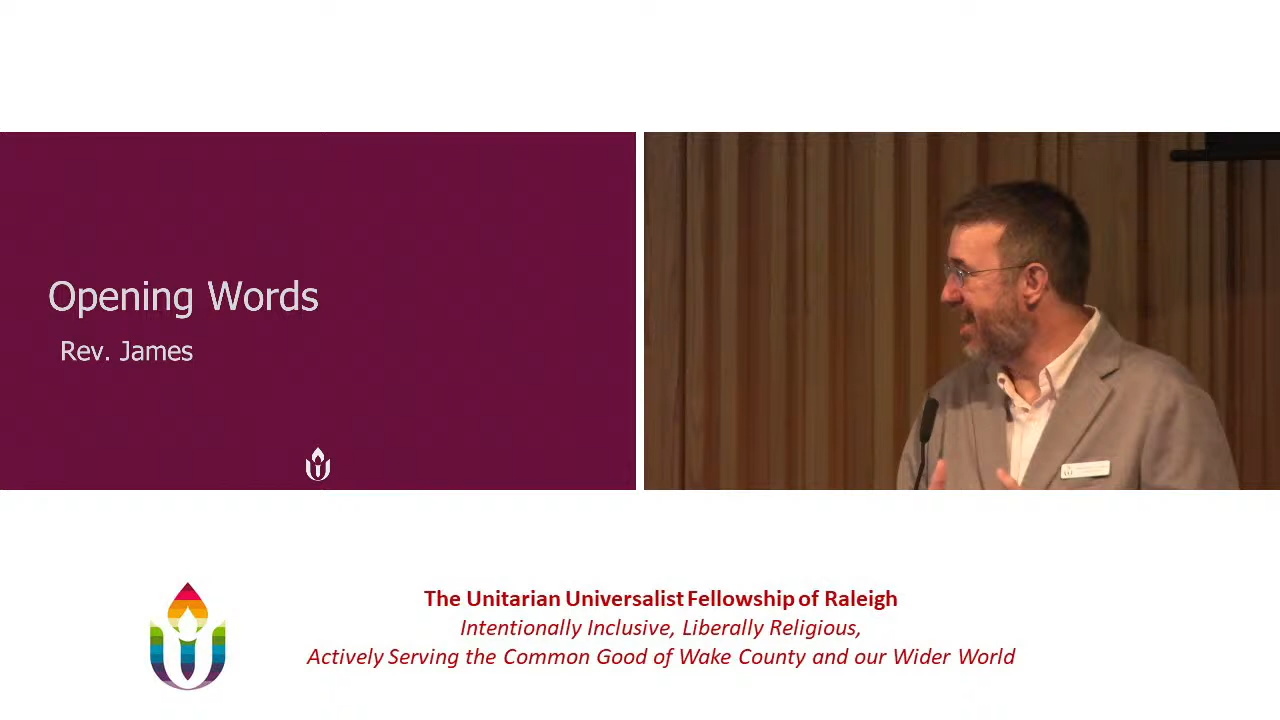 Opening Words
Rev. James
The Unitarian Universalist Fellowship of Raleigh
Intentionally Inclusive, Liberally Religious,
Actively Serving the Common Good of Wake County and our Wider World